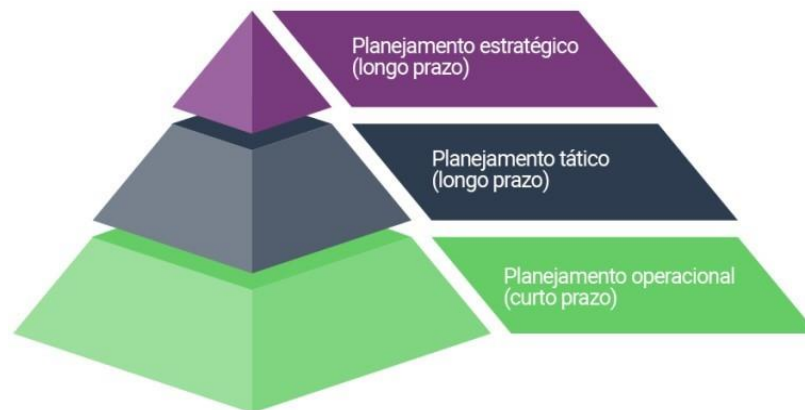 Planejamento estratégico
(longo prazo)
Planejamento tático
(longo prazo)
Planejamento operacional
(curto prazo)